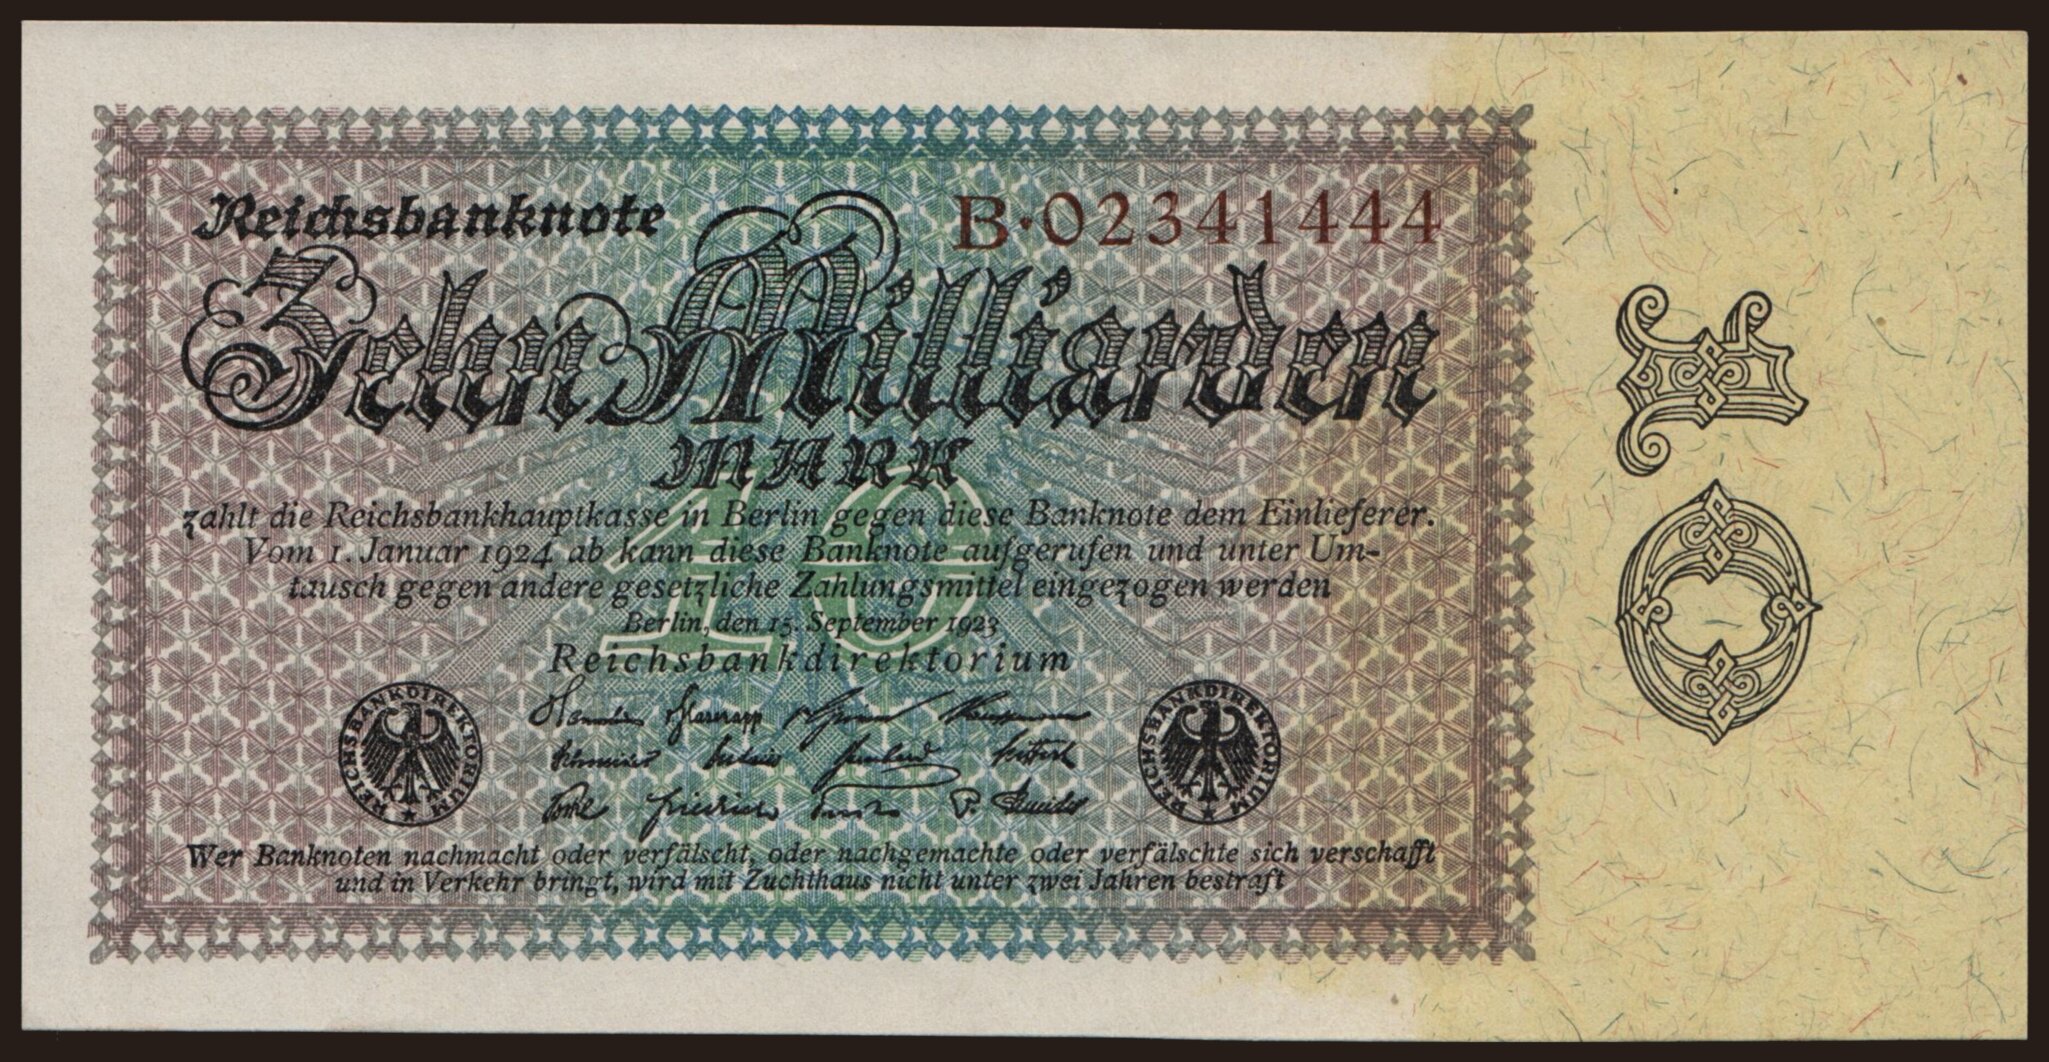 Reichsbanknote
B·02341444
Zehn Milliarden
MARK
10
zahlt die Reichsbankhauptkasse in Berlin gegen diese Banknote dem Einlieferer.
Vom 1. Januar 1924 ab kann diese Banknote aufgerufen und unter Um-
tausch gegen andere gesetzliche Zahlungsmittel eingezogen werden
Berlin, den 15. September 1923
Reichsbankdirektorium
REICHSBANKDIREKTORIUM
REICHSBANKDIREKTORIUM
Wer Banknoten nachmacht oder verfälscht, oder nachgemachte oder verfälschte sich verschafft
und in Verkehr bringt, wird mit Zuchthaus nicht unter zwei Jahren bestraft
10